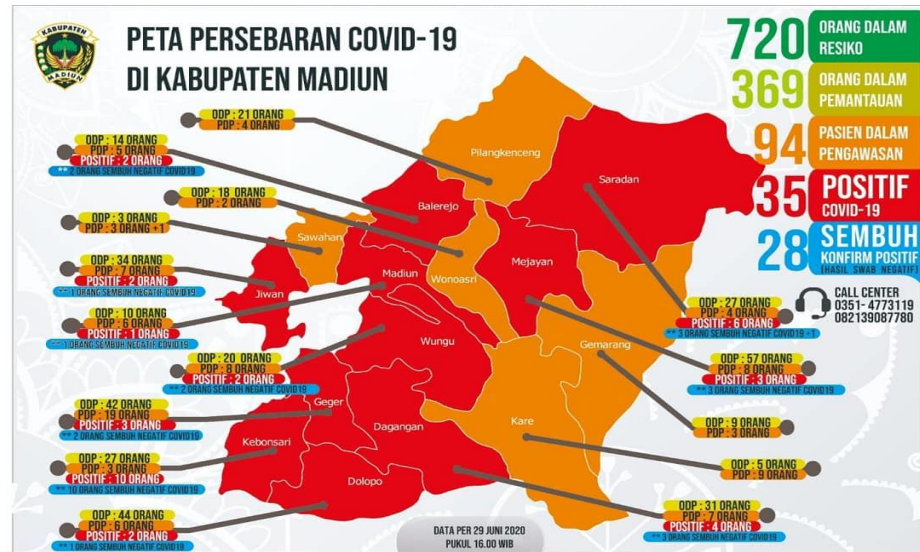 KABUPATEN
MADIUN
PETA PERSEBARAN COVID-19
DI KABUPATEN MADIUN
720 ORANG DALAM
RESIKO
369 ORANG DALAM
PEMANTAUAN
94 PASIEN DALAM
PENGAWASAN
35 POSITIF
COVID-19
28 SEMBUH
KONFIRM POSITIF
(HASIL SWAB NEGATIF)
CALL CENTER
0351- 4773119
082139087780
ODP : 21 ORANG
PDP : 4 ORANG
ODP : 14 ORANG
PDP : 5 ORANG
POSITIF : 2 ORANG
** 2 ORANG SEMBUH NEGATIF COVID19
ODP : 18 ORANG
PDP : 2 ORANG
ODP : 3 ORANG
PDP : 3 ORANG +1
ODP : 34 ORANG
PDP : 7 ORANG
POSITIF : 2 ORANG
** 1 ORANG SEMBUH NEGATIF COVID19
ODP : 10 ORANG
PDP : 6 ORANG
POSITIF : 1 ORANG
** 1 ORANG SEMBUH NEGATIF COVID19
ODP : 20 ORANG
PDP : 8 ORANG
POSITIF : 2 ORANG
** 2 ORANG SEMBUH NEGATIF COVID19
ODP : 42 ORANG
PDP : 19 ORANG
POSITIF : 3 ORANG
** 2 ORANG SEMBUH NEGATIF COVID19
ODP : 27 ORANG
PDP : 3 ORANG
POSITIF : 10 ORANG
** 10 ORANG SEMBUH NEGATIF COVID19
ODP : 44 ORANG
PDP : 6 ORANG
POSITIF : 2 ORANG
** 1 ORANG SEMBUH NEGATIF COVID19
Pilangkenceng
Saradan
Balerejo
Sawahan
Mejayan
Madiun
Wonoasri
Jiwan
Wungu
Gemarang
Geger
Kare
Dagangan
Kebonsari
Dolopo
ODP : 27 ORANG
PDP : 4 ORANG
POSITIF : 6 ORANG
** 3 ORANG SEMBUH NEGATIF COVID19 +1
ODP : 57 ORANG
PDP : 8 ORANG
POSITIF : 3 ORANG
** 3 ORANG SEMBUH NEGATIF COVID19
ODP : 9 ORANG
PDP : 3 ORANG
ODP : 5 ORANG
PDP : 9 ORANG
ODP : 31 ORANG
PDP : 7 ORANG
POSITIF : 4 ORANG
** 3 ORANG SEMBUH NEGATIF COVID19
DATA PER 29 JUNI 2020
PUKUL 16.00 WIB